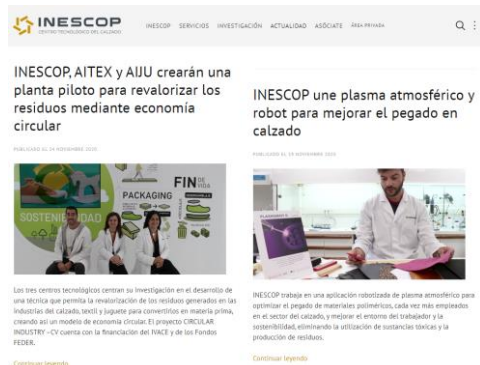 INESCOP
CENTRO TECNOLÓGICO DEL CALZADO
INESCOP SERVICIOS INVESTIGACIÓN ACTUALIDAD ASÓCIATE ÁREA PRIVADA
INESCOP, AITEX y AIJU crearán una
planta piloto para revalorizar los
residuos mediante economía
circular
PUBLICADO EL 24 NOVIEMBRE 2020
SOSTENIBILIDAD
PACKAGING
FIN DE
VIDA
Los tres centros tecnológicos centran su investigación en el desarrollo de
una técnica que permita la revalorización de los residuos generados en las
industrias del calzado, textil y juguete para convertirlos en materia prima,
creando así un modelo de economía circular. El proyecto CIRCULAR
INDUSTRY –CV cuenta con la financiación del IVACE y de los Fondos
FEDER.
Continuar leyendo
INESCOP une plasma atmosférico y
robot para mejorar el pegado en
calzado
PUBLICADO EL 19 NOVIEMBRE 2020
INESCOP trabaja en una aplicación robotizada de plasma atmosférico para
optimizar el pegado de materiales poliméricos, cada vez más empleados
en el sector del calzado, y mejorar el entorno del trabajador y la
sostenibilidad, eliminando la utilización de sustancias tóxicas y la
producción de residuos.
Continuar leyendo